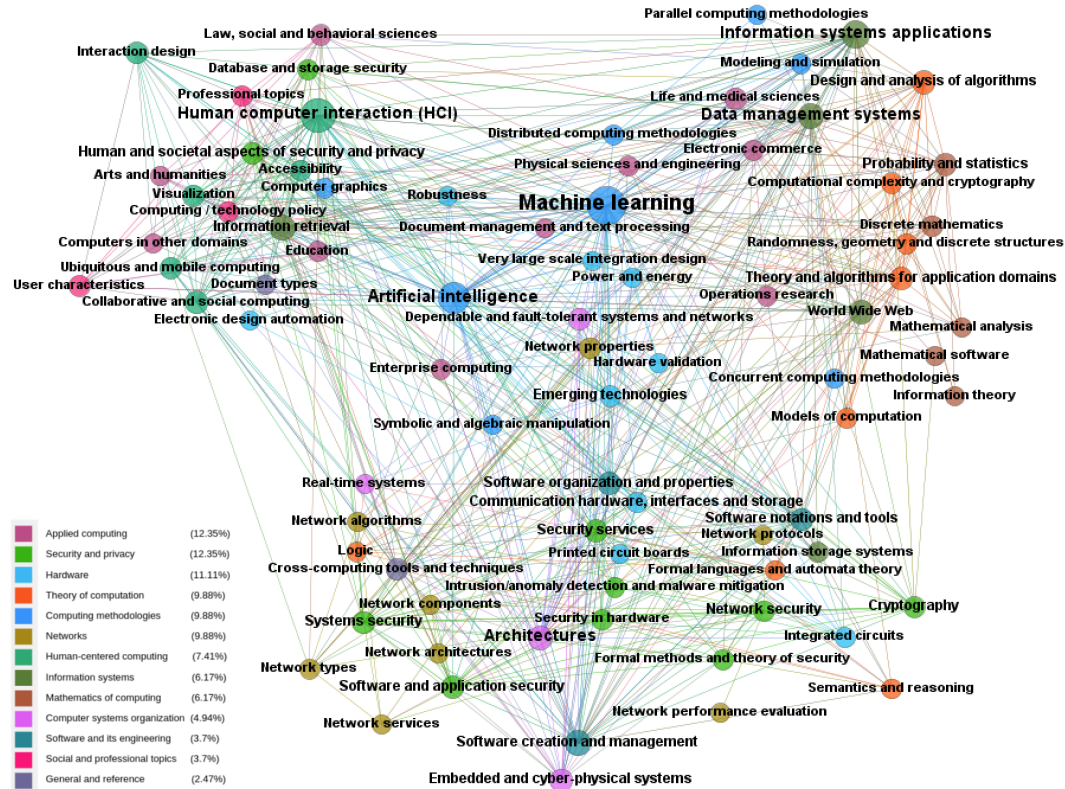 Parallel computing methodologies
Information systems applications
Law, social and behavioral sciences
Interaction design
Modeling and simulation
Database and storage security
Design and analysis of algorithms
Professional topics
Life and medical sciences
Human computer interaction (HCI)
Data management systems
Distributed computing methodologies
Electronic commerce
Human and societal aspects of security and privacy
Physical sciences and engineering
Probability and statistics
Accessibility
Arts and humanities
Computational complexity and cryptography
Computer graphics
Visualization
Robustness
Machine learning
Computing / technology policy
Information retrieval
Document management and text processing
Discrete mathematics
Computers in other domains
Randomness, geometry and discrete structures
Education
Very large scale integration design
Ubiquitous and mobile computing
Power and energy
Theory and algorithms for application domains
User characteristics
Document types
Operations research
Artificial intelligence
Collaborative and social computing
World Wide Web
Electronic design automation
Dependable and fault-tolerant systems and networks
Mathematical analysis
Network properties
Mathematical software
Hardware validation
Enterprise computing
Concurrent computing methodologies
Emerging technologies
Information theory
Models of computation
Symbolic and algebraic manipulation
Real-time systems
Software organization and properties
Communication hardware, interfaces and storage
Network algorithms
Software notations and tools
Security services
Network protocols
Logic
Printed circuit boards
Information storage systems
Cross-computing tools and techniques
Formal languages and automata theory
Intrusion/anomaly detection and malware mitigation
Network components
Network security
Cryptography
Systems security
Security in hardware
Architectures
Integrated circuits
Network architectures
Formal methods and theory of security
Network types
Software and application security
Semantics and reasoning
Network performance evaluation
Network services
Software creation and management
Embedded and cyber-physical systems
Applied computing (12.35%)
Security and privacy (12.35%)
Hardware (11.11%)
Theory of computation (9.88%)
Computing methodologies (9.88%)
Networks (9.88%)
Human-centered computing (7.41%)
Information systems (6.17%)
Mathematics of computing (6.17%)
Computer systems organization (4.94%)
Software and its engineering (3.7%)
Social and professional topics (3.7%)
General and reference (2.47%)